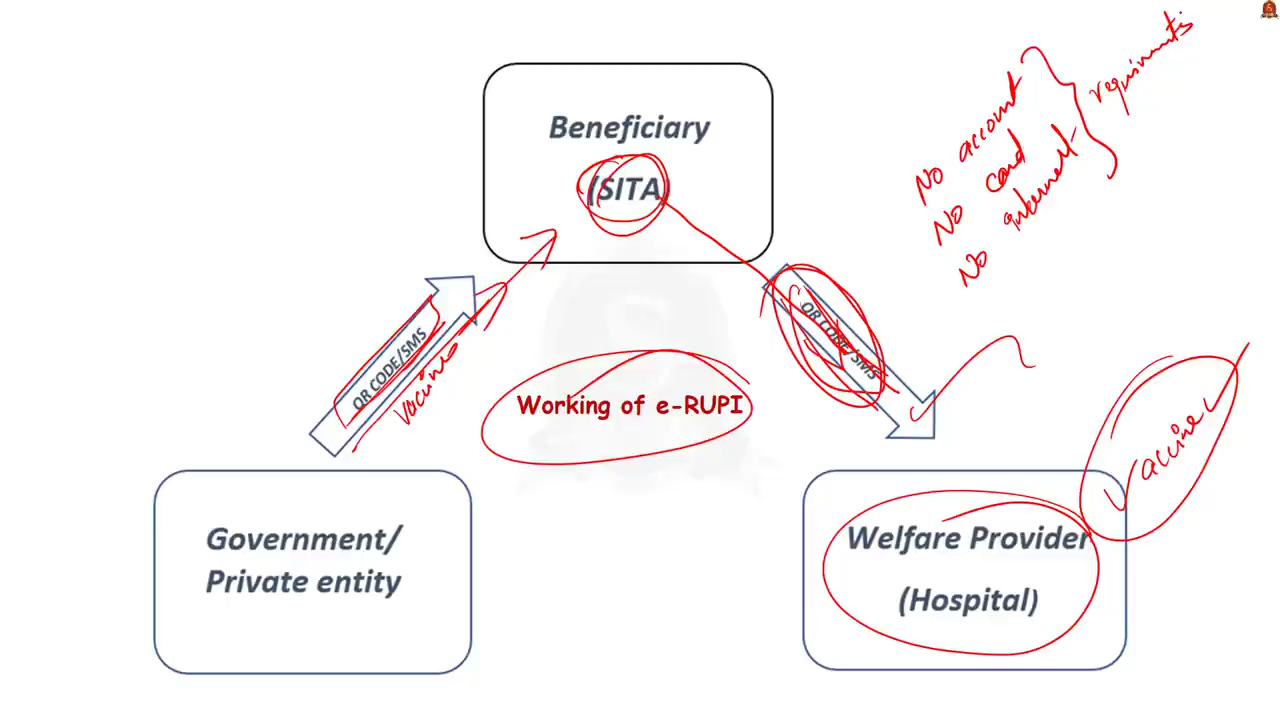 Beneficiary
(SITA)
No account
No card
No internet
requirements
QR CODE/SMS
vaccine
QR CODE/SMS
Working of e-RUPI
Vaccine
Government/
Private entity
Welfare Provider
(Hospital)